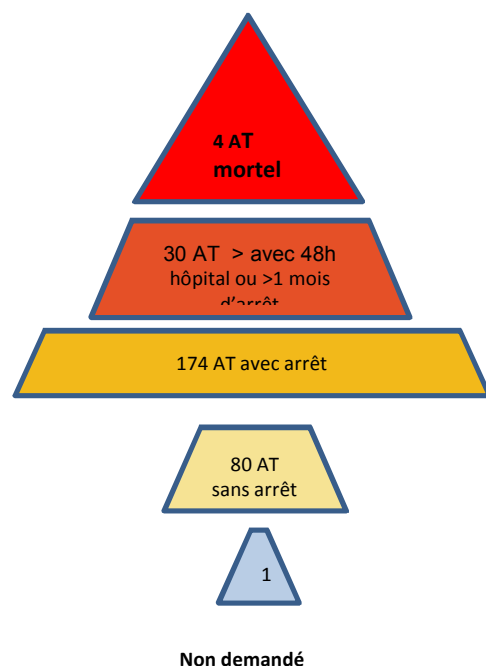 4 AT
mortel
30 AT > avec 48h
hôpital ou >1 mois
d'arrêt
174 AT avec arrêt
80 AT
sans arrêt
1
Non demandé